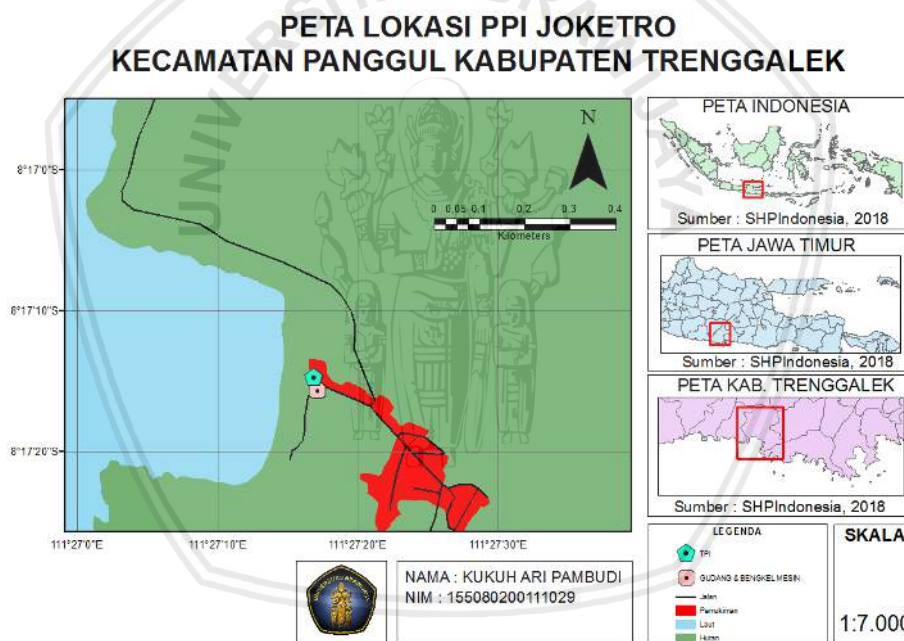 PETA LOKASI PPI JOKETRO
KECAMATAN PANGGUL KABUPATEN TRENGGALEK
UNIVERSITAS BRAWIJAYA
N
0 0,05 0,1 0,2 0,3 0,4
Kilometers
8°17'0"S
8°17'10"S
8°17'20"S
111°27'0"E 111°27'10"E 111°27'20"E 111°27'30"E
PETA INDONESIA
Sumber : SHPIndonesia, 2018
PETA JAWA TIMUR
Sumber : SHPIndonesia, 2018
PETA KAB. TRENGGALEK
Sumber : SHPIndonesia, 2018
LEGENDA
TPI
GUDANG & BENGKEL MESIN
Jalan
Pemukiman
Laut
Hutan
SKALA
1:7.000
NAMA : KUKUH ARI PAMBUDI
NIM : 155080200111029